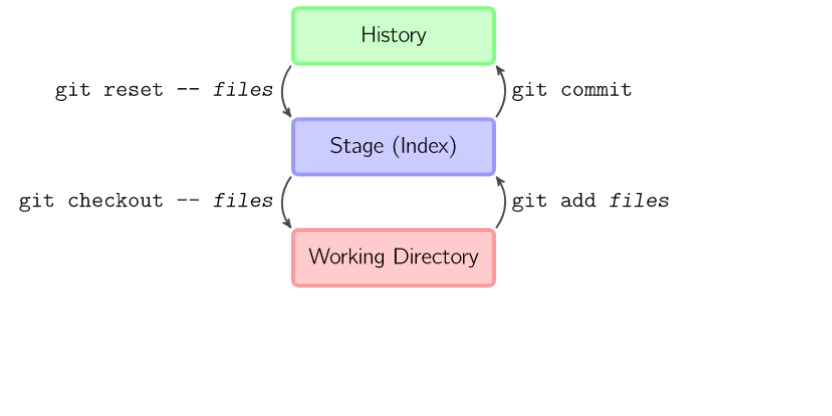 History
git reset -- files
git commit
Stage (Index)
git checkout -- files
git add files
Working Directory